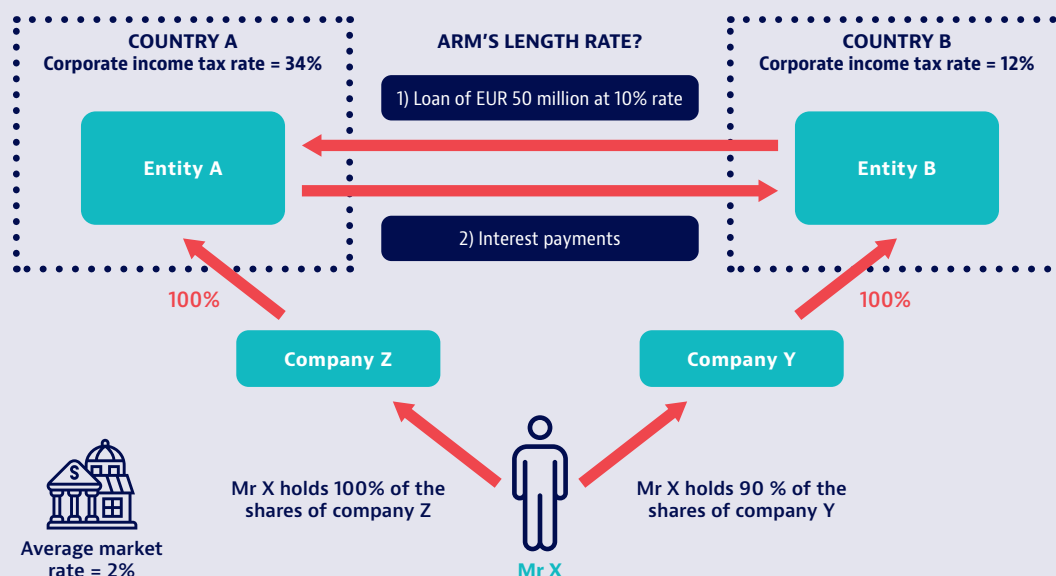 COUNTRY A
Corporate income tax rate = 34%
ARM'S LENGTH RATE?
COUNTRY B
Corporate income tax rate = 12%
1) Loan of EUR 50 million at 10% rate
Entity A
Entity B
2) Interest payments
100%
100%
Company Z
Company Y
$
Mr X holds 100% of the
shares of company Z
Mr X holds 90 % of the
shares of company Y
Average market
rate = 2%
Mr X